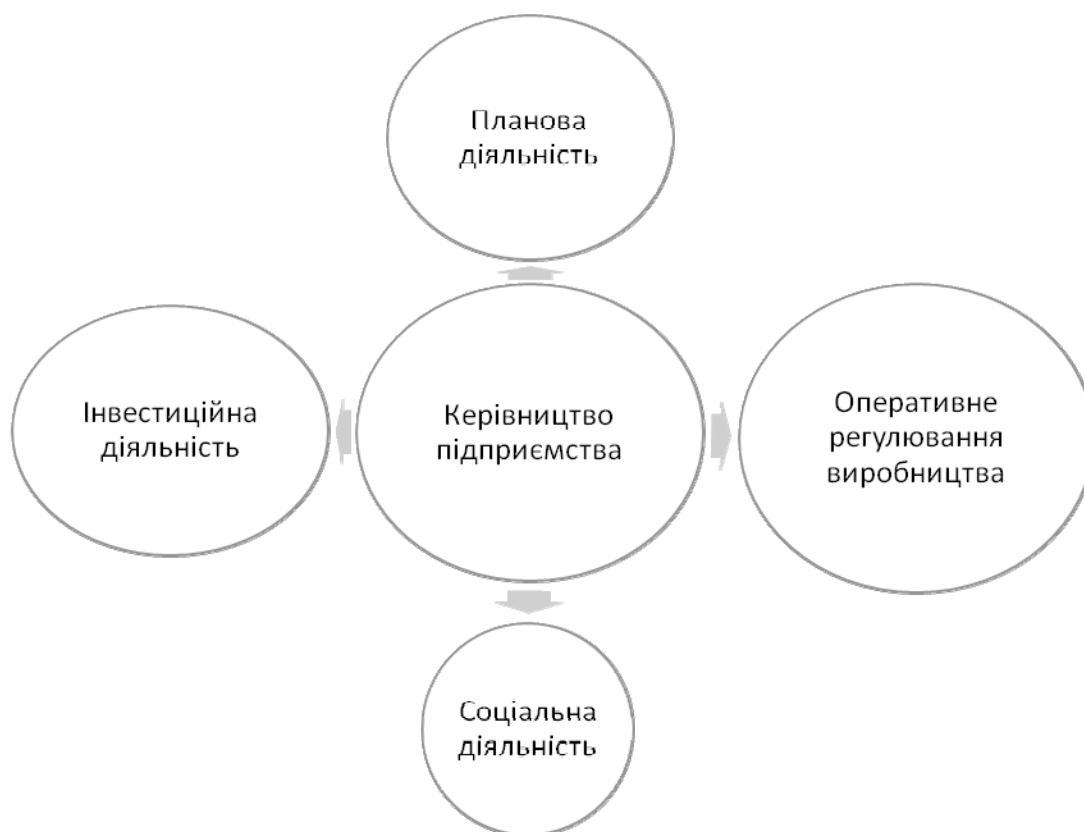 Планова
діяльність
Інвестиційна
діяльність
Керівництво
підприємства
Оперативне
регулювання
виробництва
Соціальна
діяльність